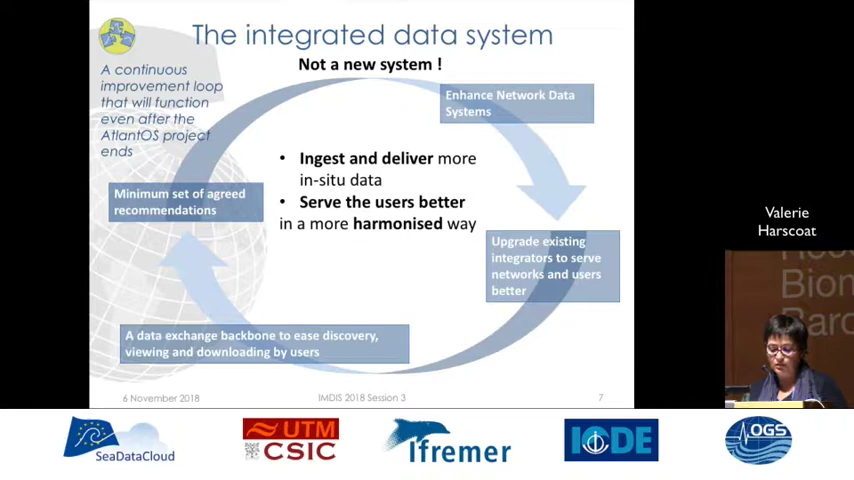 The integrated data system
Not a new system !
A continuous
improvement loop
that will function
even after the
AtlantOS project
ends
Enhance Network Data
Systems
• Ingest and deliver more
in-situ data
• Serve the users better
in a more harmonised way
Minimum set of agreed
recommendations
Upgrade existing
integrators to serve
networks and users
better
A data exchange backbone to ease discovery,
viewing and downloading by users
6 November 2018
IMDIS 2018 Session 3
7
Valerie
Harscoat
Biom
SeaDataCloud
UTM
CSIC
Ifremer
IODE
OGS